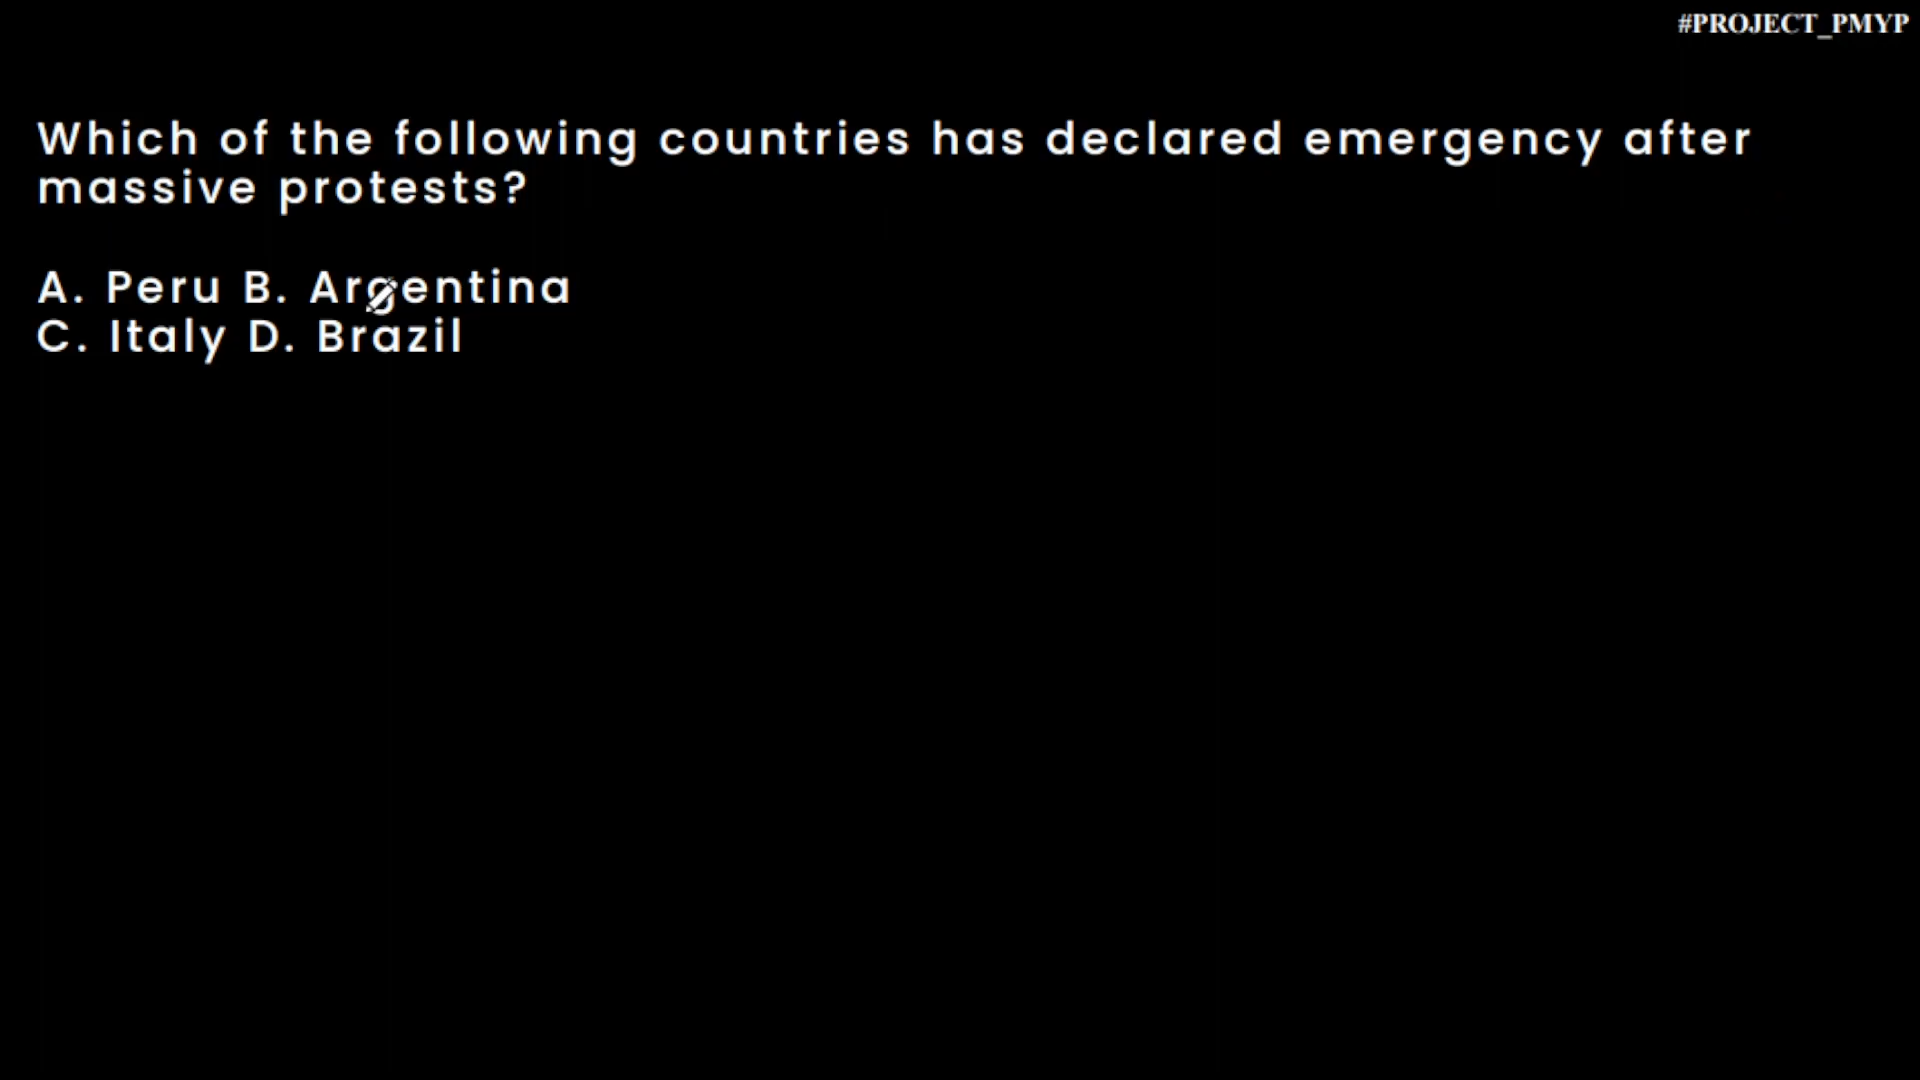 #PROJECT_PMYP
Which of the following countries has declared emergency after
massive protests?
A. Peru B. Argentina
C. Italy D. Brazil